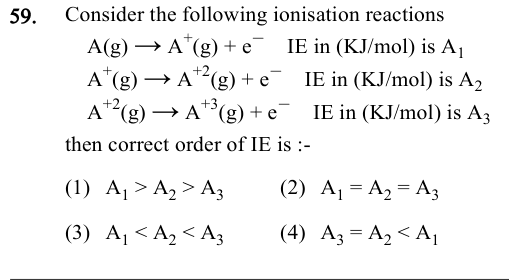 59. Consider the following ionisation reactions
A(g) ⟶ A⁺(g) + e⁻ IE in (KJ/mol) is A₁
A⁺(g) ⟶ A⁺²(g) + e⁻ IE in (KJ/mol) is A₂
A⁺²(g) ⟶ A⁺³(g) + e⁻ IE in (KJ/mol) is A₃
then correct order of IE is :-
(1) A₁ > A₂ > A₃ (2) A₁ = A₂ = A₃
(3) A₁ < A₂ < A₃ (4) A₃ = A₂ < A₁